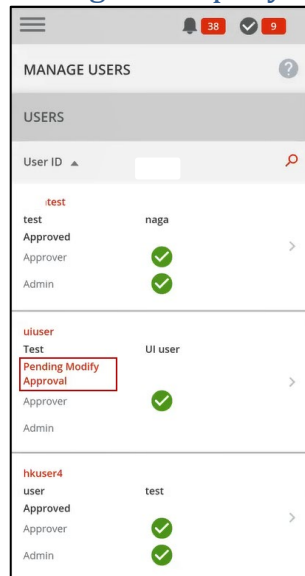 38
9
MANAGE USERS
?
USERS
User ID
test
test naga
Approved
Approver
Admin
uiuser
Test UI user
Pending Modify
Approval
Approver
Admin
hkuser4
user test
Approved
Approver
Admin